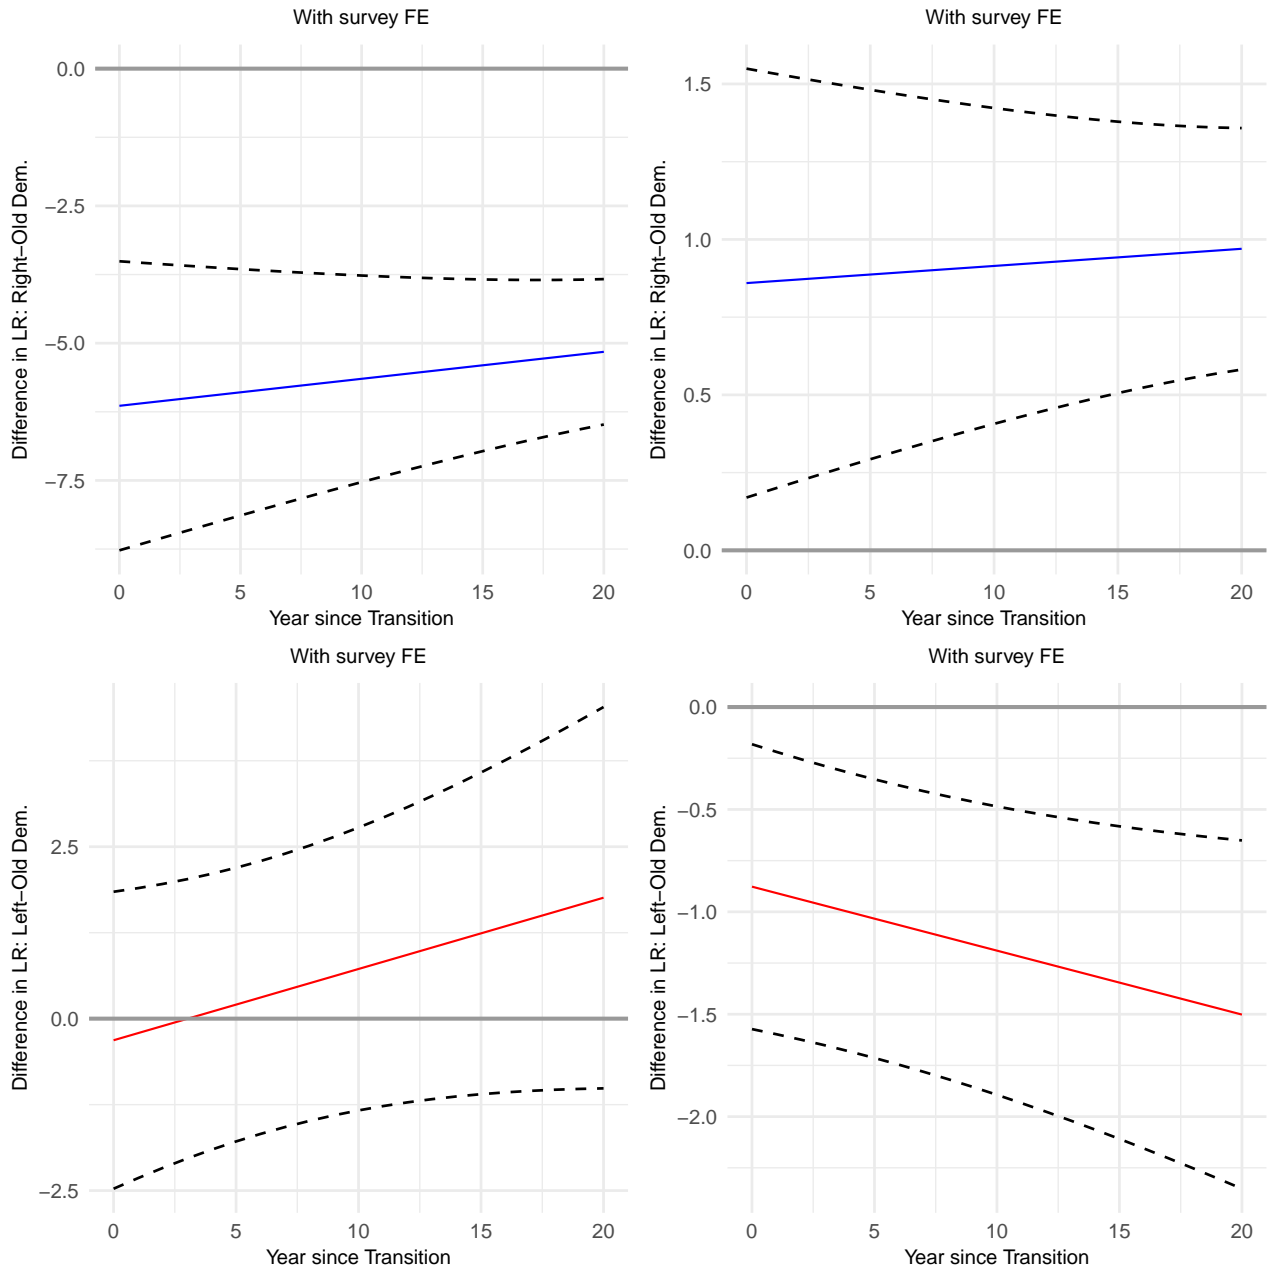 With survey FE
With survey FE
Difference in LR: Right−Old Dem.
0.0
−2.5
−5.0
−7.5
0 5 10 15 20
Year since Transition
Difference in LR: Right−Old Dem.
1.5
1.0
0.5
0.0
0 5 10 15 20
Year since Transition
With survey FE
With survey FE
Difference in LR: Left−Old Dem.
2.5
0.0
−2.5
0 5 10 15 20
Year since Transition
Difference in LR: Left−Old Dem.
0.0
−0.5
−1.0
−1.5
−2.0
0 5 10 15 20
Year since Transition